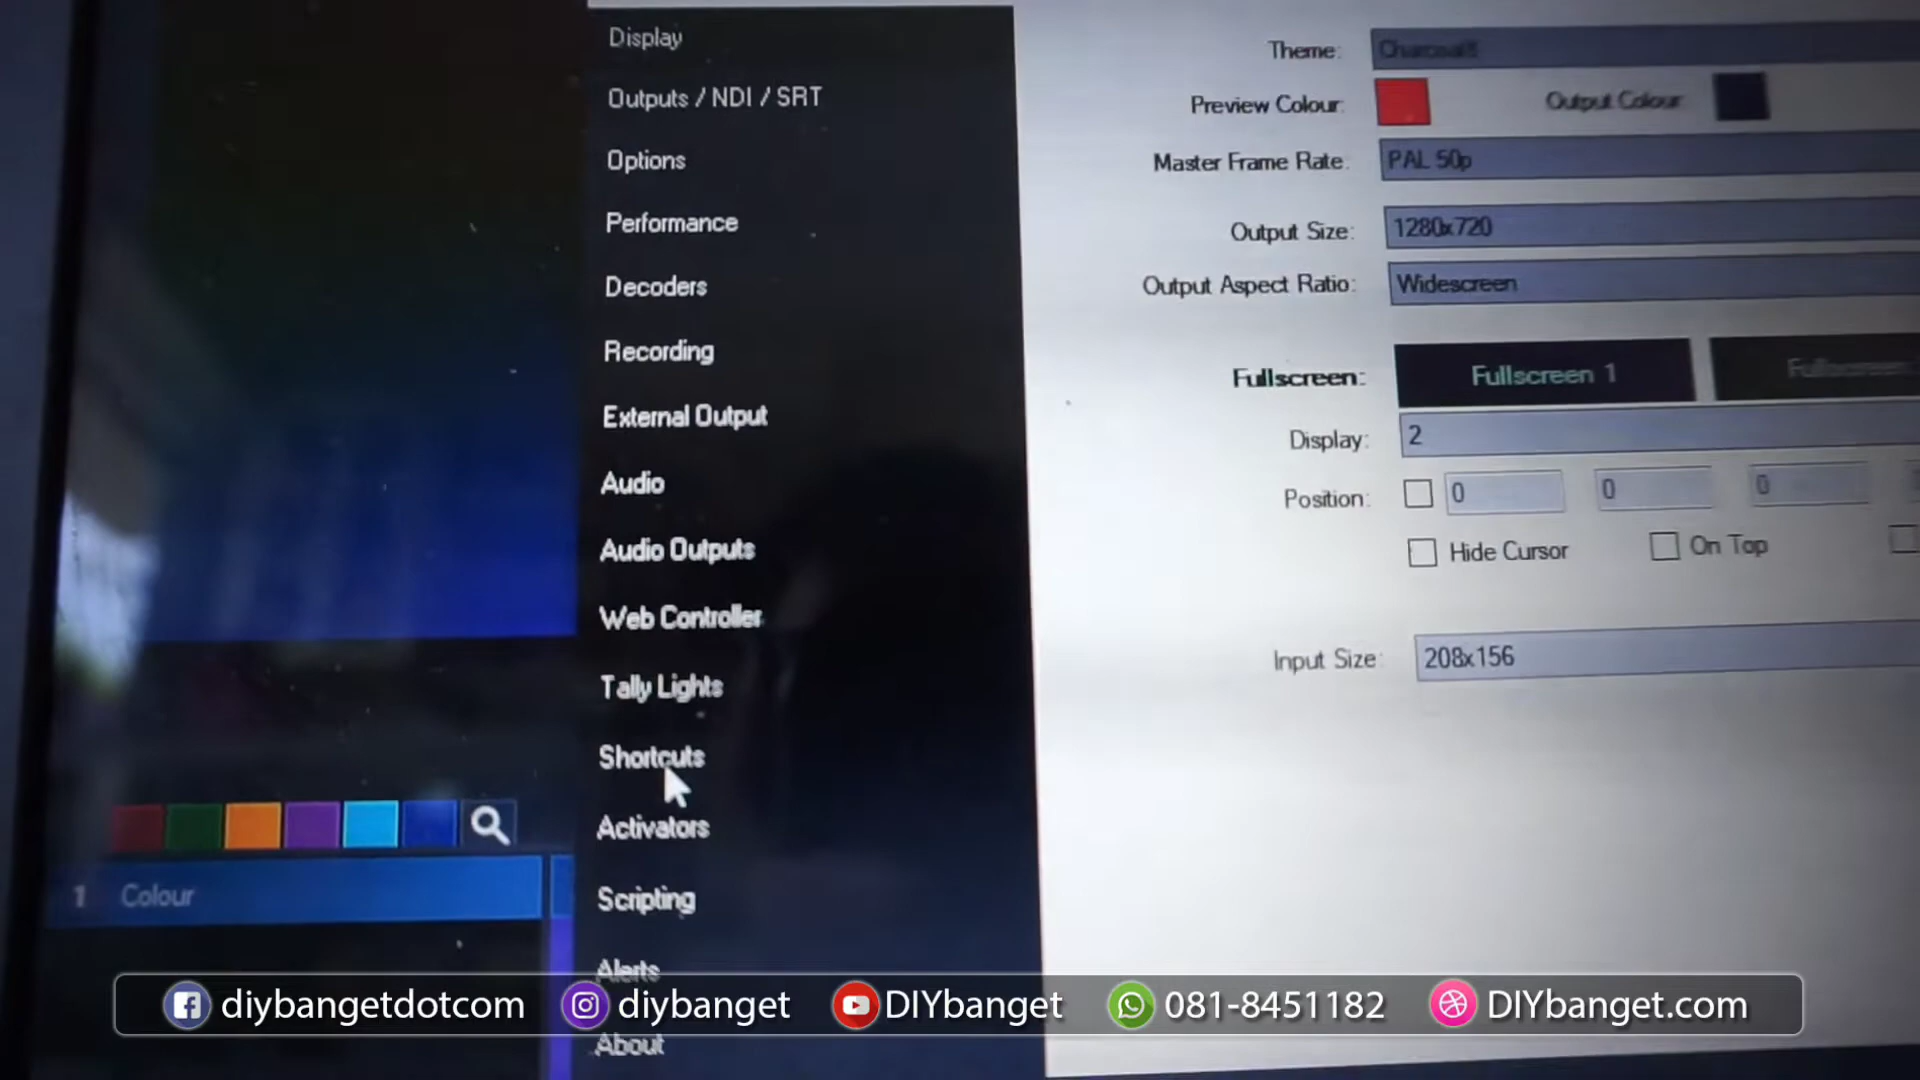 Display
Outputs / NDI / SRT
Options
Performance
Decoders
Recording
External Output
Audio
Audio Outputs
Web Controller
Tally Lights
Shortcuts
Activators
Scripting
Alerts
About
Theme:
Preview Colour:
Output Colour:
Master Frame Rate: PAL 50p
Output Size: 1280x720
Output Aspect Ratio: Widescreen
Fullscreen: Fullscreen 1 Fullscreen
Display: 2
Position: 0 0 0
Hide Cursor On Top
Input Size: 208x156
1 Colour
diybangetdotcom diybanget DIYbanget 081-8451182 DIYbanget.com